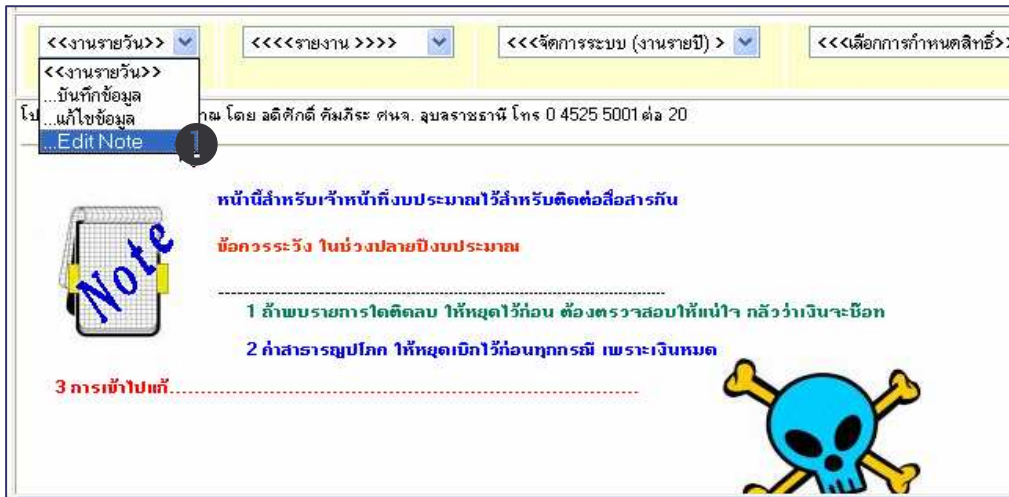 <<งานรายวัน>> <<<<รายงาน >>>> <<<จัดการระบบ (งานรายปี) > <<<เลือกการกำหนดสิทธิ์>>
<<งานรายวัน>>
...บันทึกข้อมูล
...แก้ไขข้อมูล
...Edit Note
1
โป าณ โดย อดิศักดิ์ คัมภีระ ศนจ. อุบลราชธานี โทร 0 4525 5001 ต่อ 20
Note
หน้านี้สำหรับเจ้าหน้าที่งบประมาณไว้สำหรับติดต่อสื่อสารกัน
ข้อควรระวัง ในช่วงปลายปีงบประมาณ
1 ถ้าพบรายการใดติดลบ ให้หยุดไว้ก่อน ต้องตรวจสอบให้แน่ใจ กลัวว่าเงินจะช๊อท
2 ค่าสาธารญปโภค ให้หยุดเบิกไว้ก่อนทุกกรณี เพราะเงินหมด
3 การเข้าไปแก้......................................................................................